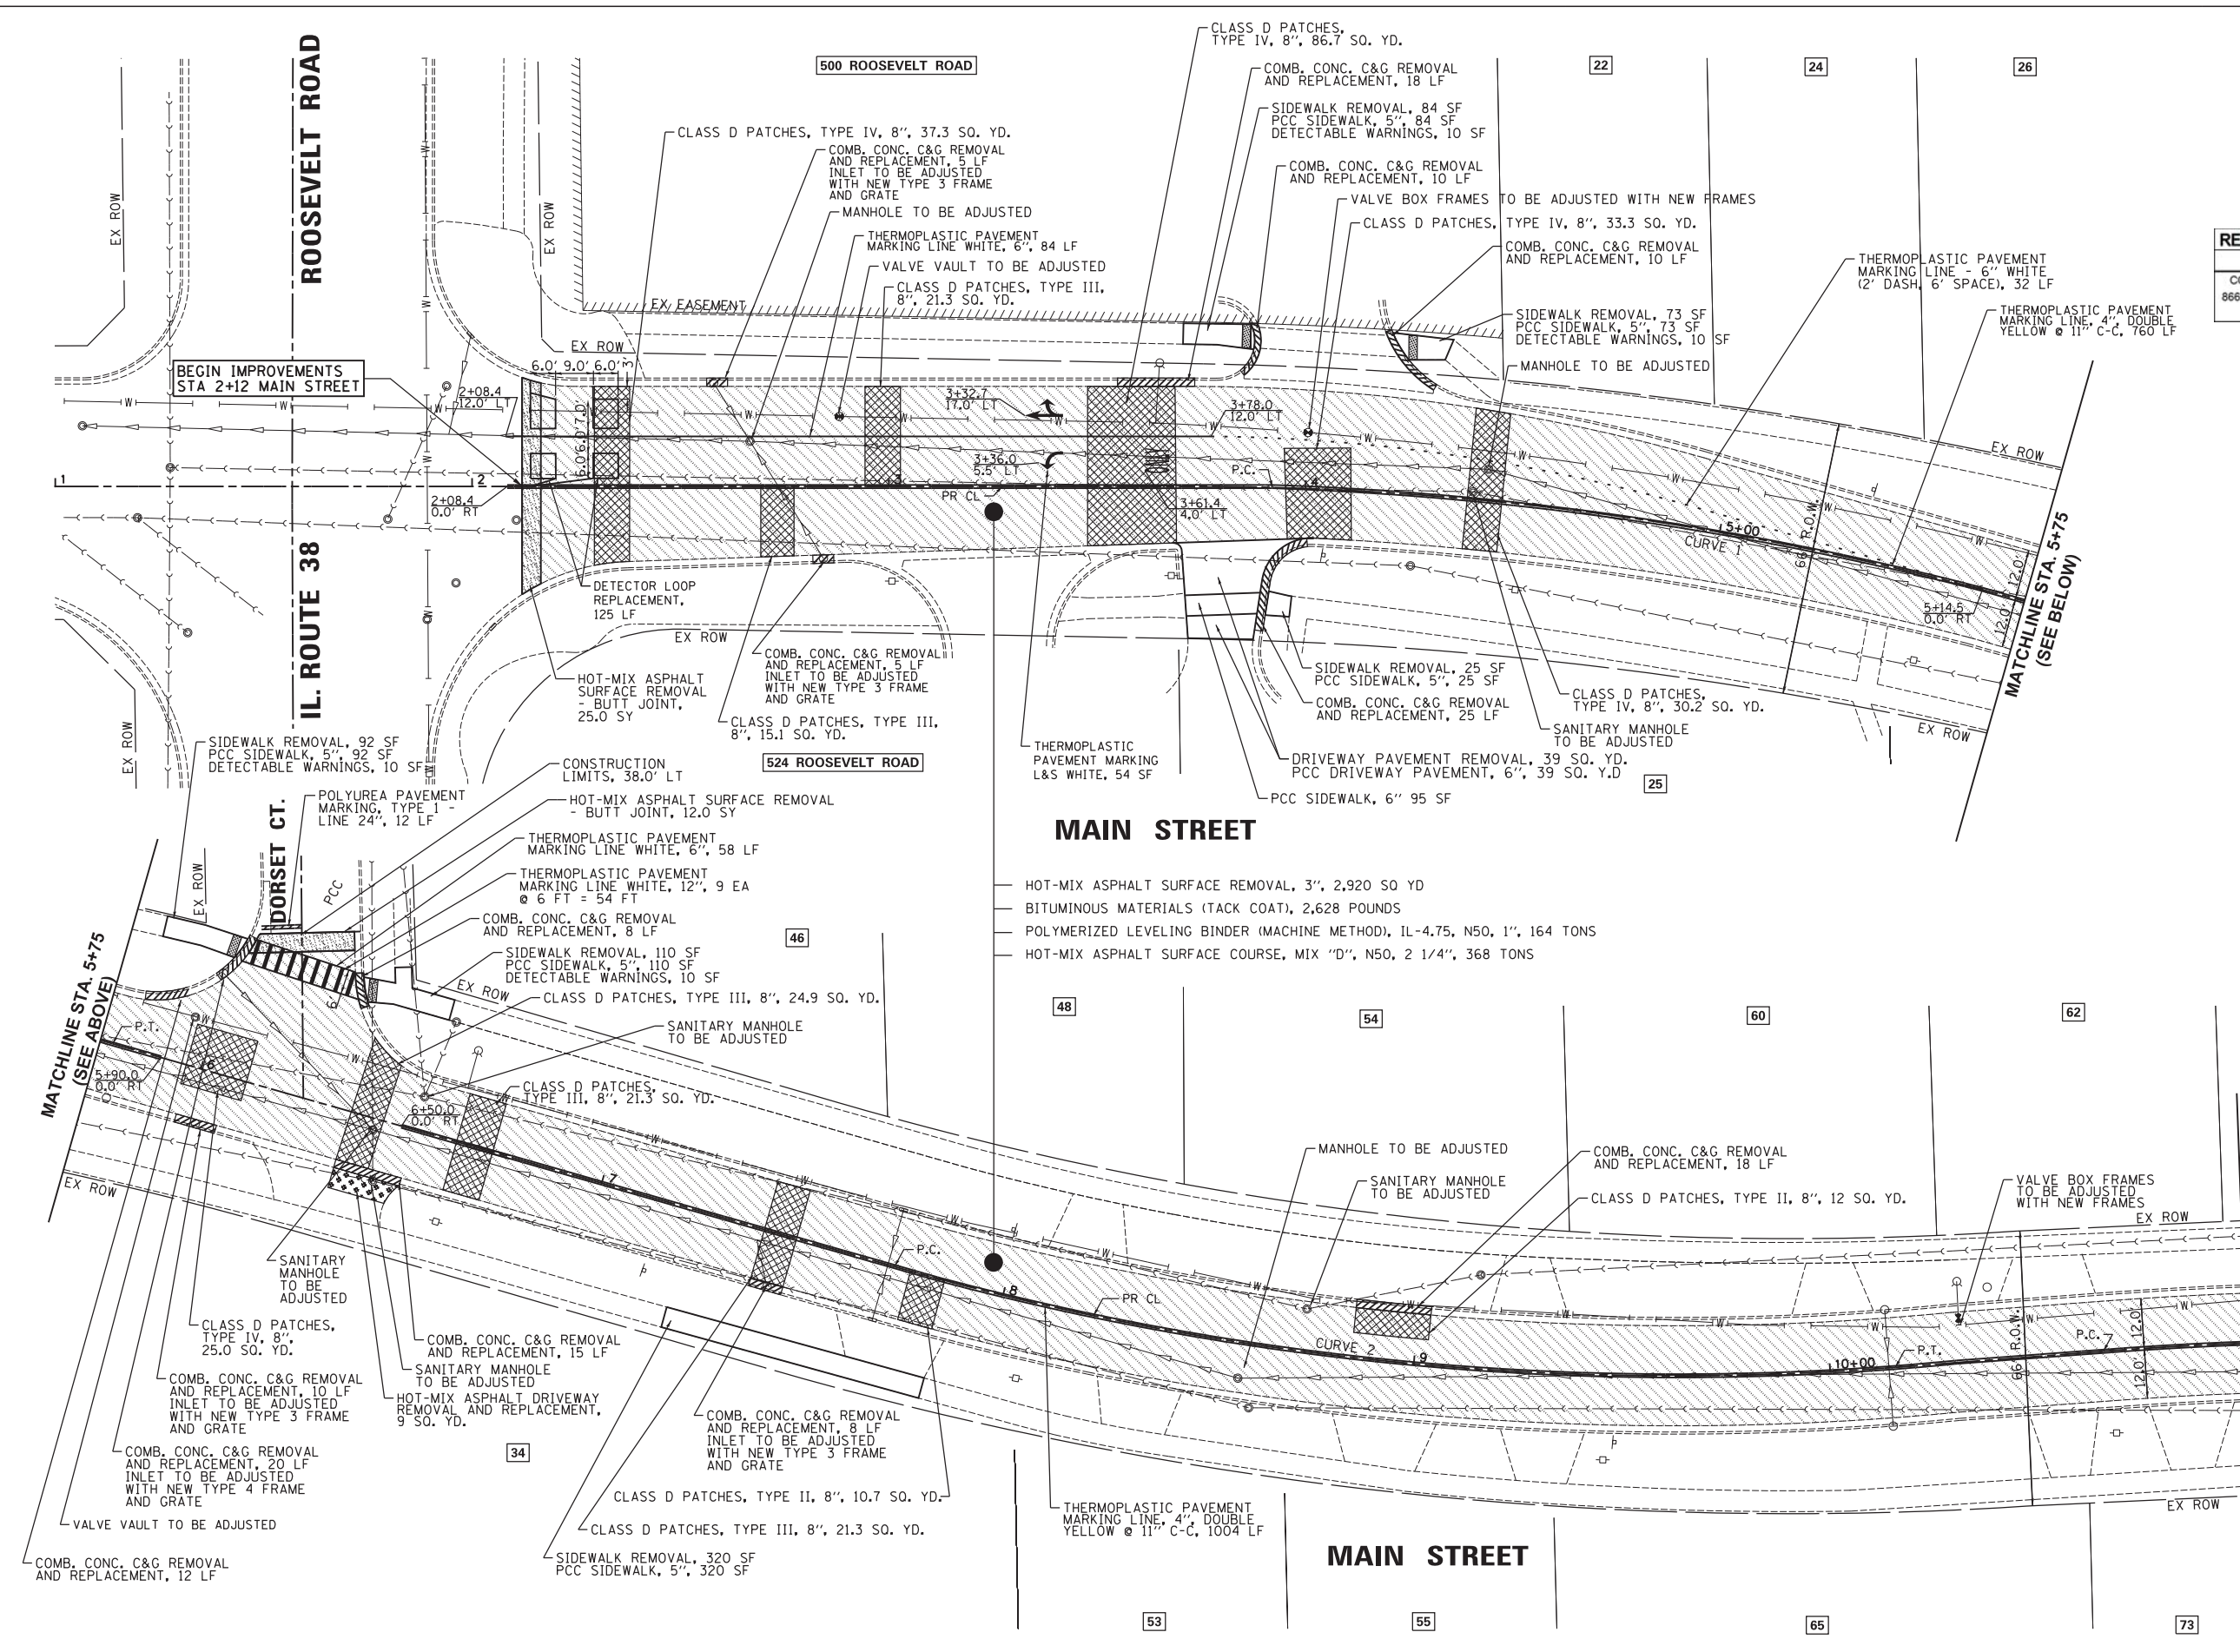 ROOSEVELT ROAD
IL. ROUTE 38
500 ROOSEVELT ROAD
22
24
26
CLASS D PATCHES,
TYPE IV, 8", 86.7 SQ. YD.
COMB. CONC. C&G REMOVAL
AND REPLACEMENT, 18 LF
SIDEWALK REMOVAL, 84 SF
PCC SIDEWALK, 5", 84 SF
DETECTABLE WARNINGS, 10 SF
COMB. CONC. C&G REMOVAL
AND REPLACEMENT, 10 LF
VALVE BOX FRAMES TO BE ADJUSTED WITH NEW FRAMES
CLASS D PATCHES, TYPE IV, 8", 33.3 SQ. YD.
COMB. CONC. C&G REMOVAL
AND REPLACEMENT, 10 LF
SIDEWALK REMOVAL, 73 SF
PCC SIDEWALK, 5", 73 SF
DETECTABLE WARNINGS, 10 SF
MANHOLE TO BE ADJUSTED
THERMOPLASTIC PAVEMENT
MARKING LINE - 6" WHITE
(2' DASH, 6' SPACE), 32 LF
THERMOPLASTIC PAVEMENT
MARKING LINE, 4", DOUBLE
YELLOW @ 11" C-C, 760 LF
RE
CO
866
CLASS D PATCHES, TYPE IV, 8", 37.3 SQ. YD.
COMB. CONC. C&G REMOVAL
AND REPLACEMENT, 5 LF
INLET TO BE ADJUSTED
WITH NEW TYPE 3 FRAME
AND GRATE
MANHOLE TO BE ADJUSTED
THERMOPLASTIC PAVEMENT
MARKING LINE WHITE, 6", 84 LF
VALVE VAULT TO BE ADJUSTED
CLASS D PATCHES, TYPE III,
8", 21.3 SQ. YD.
EX EASEMENT
EX ROW
EX ROW
EX ROW
BEGIN IMPROVEMENTS
STA 2+12 MAIN STREET
6.0' 9.0' 6.0' 3'
6.0' 6.0' 7.0'
2+08.4
12.0' LT
2+08.4
0.0' RT
3+32.7
17.0' LT
3+36.0
5.5' LT
3+78.0
12.0' LT
3+61.4
4.0' LT
ONLY
P.C.
PR CL
1
2
3
4
5+00
CURVE 1
66' R.O.W.
5+14.5
0.0' RT
12.0' 12.0'
EX ROW
EX ROW
MATCHLINE STA. 5+75
(SEE BELOW)
DETECTOR LOOP
REPLACEMENT,
125 LF
EX ROW
HOT-MIX ASPHALT
SURFACE REMOVAL
- BUTT JOINT,
25.0 SY
COMB. CONC. C&G REMOVAL
AND REPLACEMENT, 5 LF
INLET TO BE ADJUSTED
WITH NEW TYPE 3 FRAME
AND GRATE
CLASS D PATCHES, TYPE III,
8", 15.1 SQ. YD.
524 ROOSEVELT ROAD
THERMOPLASTIC
PAVEMENT MARKING
L&S WHITE, 54 SF
SIDEWALK REMOVAL, 25 SF
PCC SIDEWALK, 5", 25 SF
COMB. CONC. C&G REMOVAL
AND REPLACEMENT, 25 LF
CLASS D PATCHES,
TYPE IV, 8", 30.2 SQ. YD.
SANITARY MANHOLE
TO BE ADJUSTED
DRIVEWAY PAVEMENT REMOVAL, 39 SQ. YD.
PCC DRIVEWAY PAVEMENT, 6", 39 SQ. Y.D
PCC SIDEWALK, 6" 95 SF
25
MAIN STREET
EX ROW
HOT-MIX ASPHALT SURFACE REMOVAL, 3", 2,920 SQ YD
BITUMINOUS MATERIALS (TACK COAT), 2,628 POUNDS
POLYMERIZED LEVELING BINDER (MACHINE METHOD), IL-4.75, N50, 1", 164 TONS
HOT-MIX ASPHALT SURFACE COURSE, MIX "D", N50, 2 1/4", 368 TONS
SIDEWALK REMOVAL, 92 SF
PCC SIDEWALK, 5", 92 SF
DETECTABLE WARNINGS, 10 SF
POLYUREA PAVEMENT
MARKING, TYPE 1 -
LINE 24", 12 LF
CONSTRUCTION
LIMITS, 38.0' LT
HOT-MIX ASPHALT SURFACE REMOVAL
- BUTT JOINT, 12.0 SY
THERMOPLASTIC PAVEMENT
MARKING LINE WHITE, 6", 58 LF
THERMOPLASTIC PAVEMENT
MARKING LINE WHITE, 12", 9 EA
@ 6 FT = 54 FT
COMB. CONC. C&G REMOVAL
AND REPLACEMENT, 8 LF
SIDEWALK REMOVAL, 110 SF
PCC SIDEWALK, 5", 110 SF
DETECTABLE WARNINGS, 10 SF
CLASS D PATCHES, TYPE III, 8", 24.9 SQ. YD.
SANITARY MANHOLE
TO BE ADJUSTED
CLASS D PATCHES,
TYPE III, 8", 21.3 SQ. YD.
DORSET CT.
PCC
EX ROW
EX ROW
6'
46
48
54
60
62
MATCHLINE STA. 5+75
(SEE ABOVE)
P.T.
5+90.0
0.0' RT
6
6+50.0
0.0' RT
7
8
9
10+00
P.C.
PR CL
CURVE 2
P.T.
P.C.
66' R.O.W.
12.0' 12.0'
EX ROW
EX ROW
EX ROW
MANHOLE TO BE ADJUSTED
SANITARY MANHOLE
TO BE ADJUSTED
COMB. CONC. C&G REMOVAL
AND REPLACEMENT, 18 LF
CLASS D PATCHES, TYPE II, 8", 12 SQ. YD.
VALVE BOX FRAMES
TO BE ADJUSTED
WITH NEW FRAMES
SANITARY
MANHOLE
TO BE
ADJUSTED
CLASS D PATCHES,
TYPE IV, 8",
25.0 SQ. YD.
COMB. CONC. C&G REMOVAL
AND REPLACEMENT, 10 LF
INLET TO BE ADJUSTED
WITH NEW TYPE 3 FRAME
AND GRATE
COMB. CONC. C&G REMOVAL
AND REPLACEMENT, 20 LF
INLET TO BE ADJUSTED
WITH NEW TYPE 4 FRAME
AND GRATE
VALVE VAULT TO BE ADJUSTED
COMB. CONC. C&G REMOVAL
AND REPLACEMENT, 12 LF
COMB. CONC. C&G REMOVAL
AND REPLACEMENT, 15 LF
SANITARY MANHOLE
TO BE ADJUSTED
HOT-MIX ASPHALT DRIVEWAY
REMOVAL AND REPLACEMENT,
9 SQ. YD.
34
COMB. CONC. C&G REMOVAL
AND REPLACEMENT, 8 LF
INLET TO BE ADJUSTED
WITH NEW TYPE 3 FRAME
AND GRATE
CLASS D PATCHES, TYPE II, 8", 10.7 SQ. YD.
CLASS D PATCHES, TYPE III, 8", 21.3 SQ. YD.
SIDEWALK REMOVAL, 320 SF
PCC SIDEWALK, 5", 320 SF
THERMOPLASTIC PAVEMENT
MARKING LINE, 4", DOUBLE
YELLOW @ 11" C-C, 1004 LF
MAIN STREET
53
55
65
73